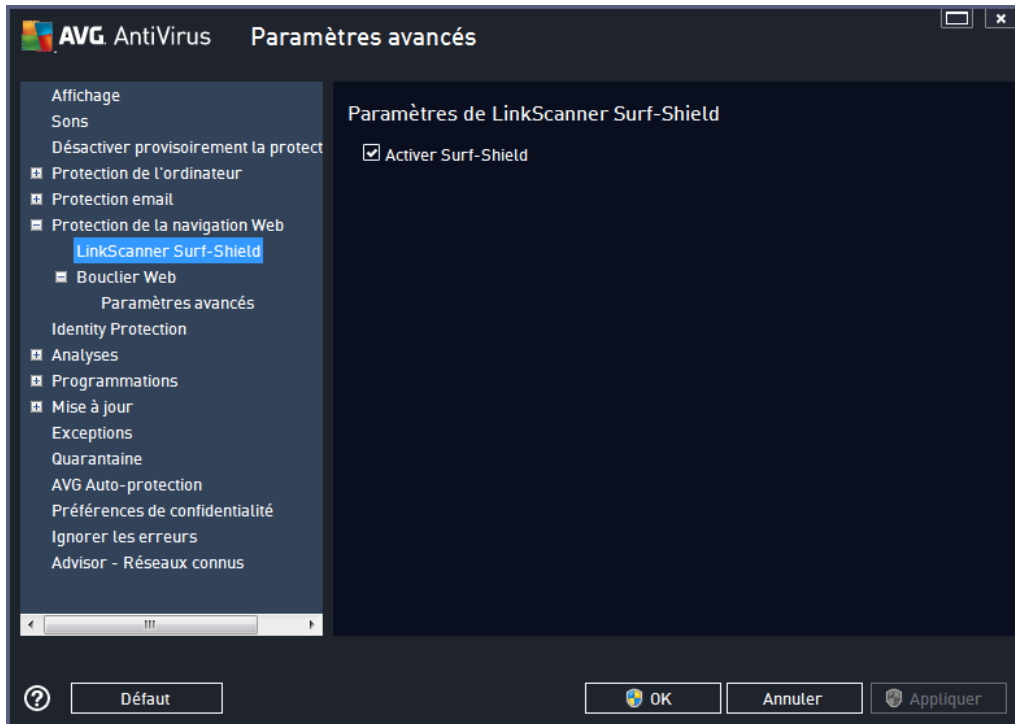 AVG. AntiVirus Paramètres avancés
Affichage
Sons
Désactiver provisoirement la protect
Protection de l'ordinateur
Protection email
Protection de la navigation Web
LinkScanner Surf-Shield
Bouclier Web
Paramètres avancés
Identity Protection
Analyses
Programmations
Mise à jour
Exceptions
Quarantaine
AVG Auto-protection
Préférences de confidentialité
Ignorer les erreurs
Advisor - Réseaux connus
Paramètres de LinkScanner Surf-Shield
Activer Surf-Shield
Défaut
OK
Annuler
Appliquer